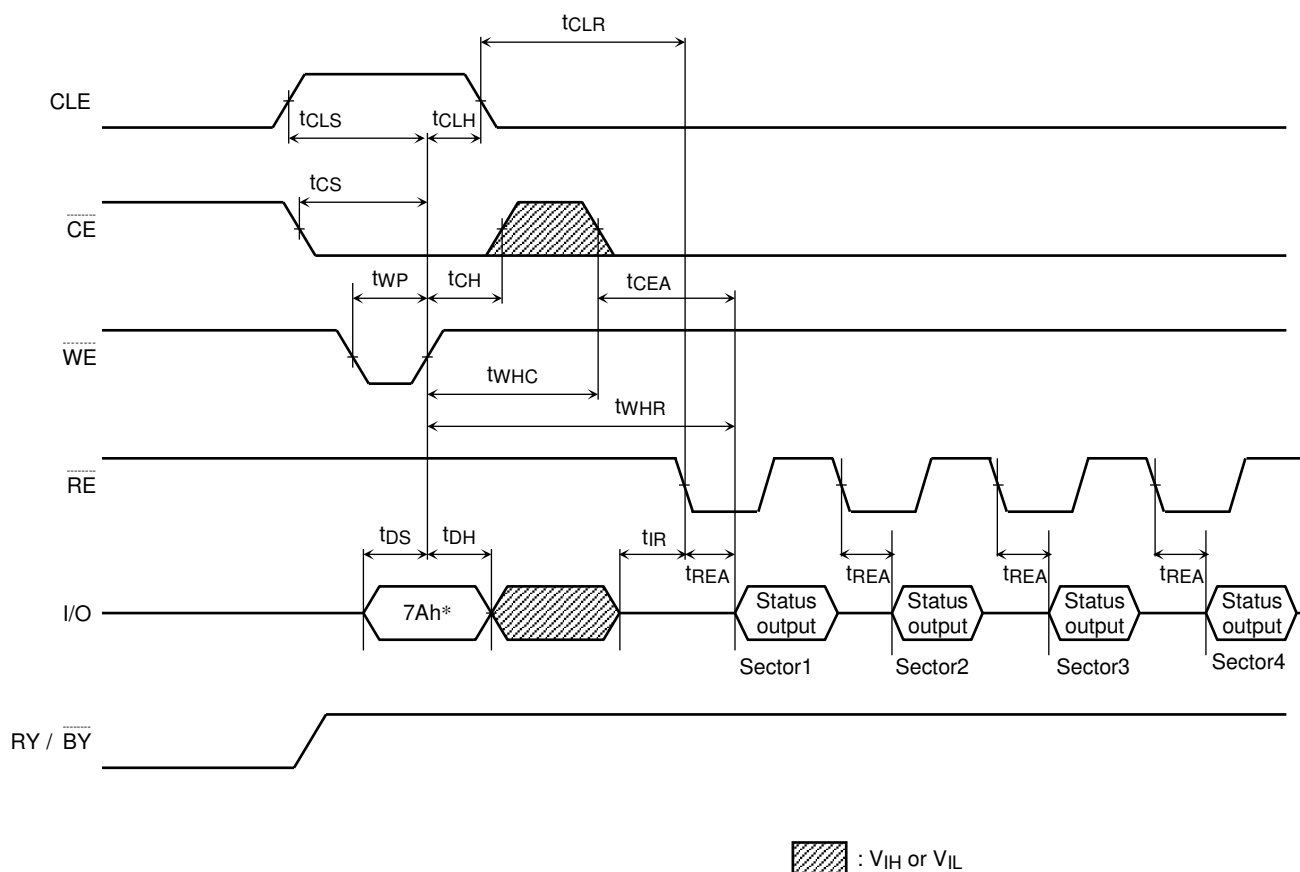 tCLR
CLE
tCLS
tCLH
tCS
CE
tWP
tCH
tCEA
WE
tWHC
tWHR
RE
tDS
tDH
tIR
tREA
tREA
tREA
tREA
I/O
7Ah*
Status
output
Status
output
Status
output
Status
output
Sector1
Sector2
Sector3
Sector4
RY / BY
: VIH or VIL